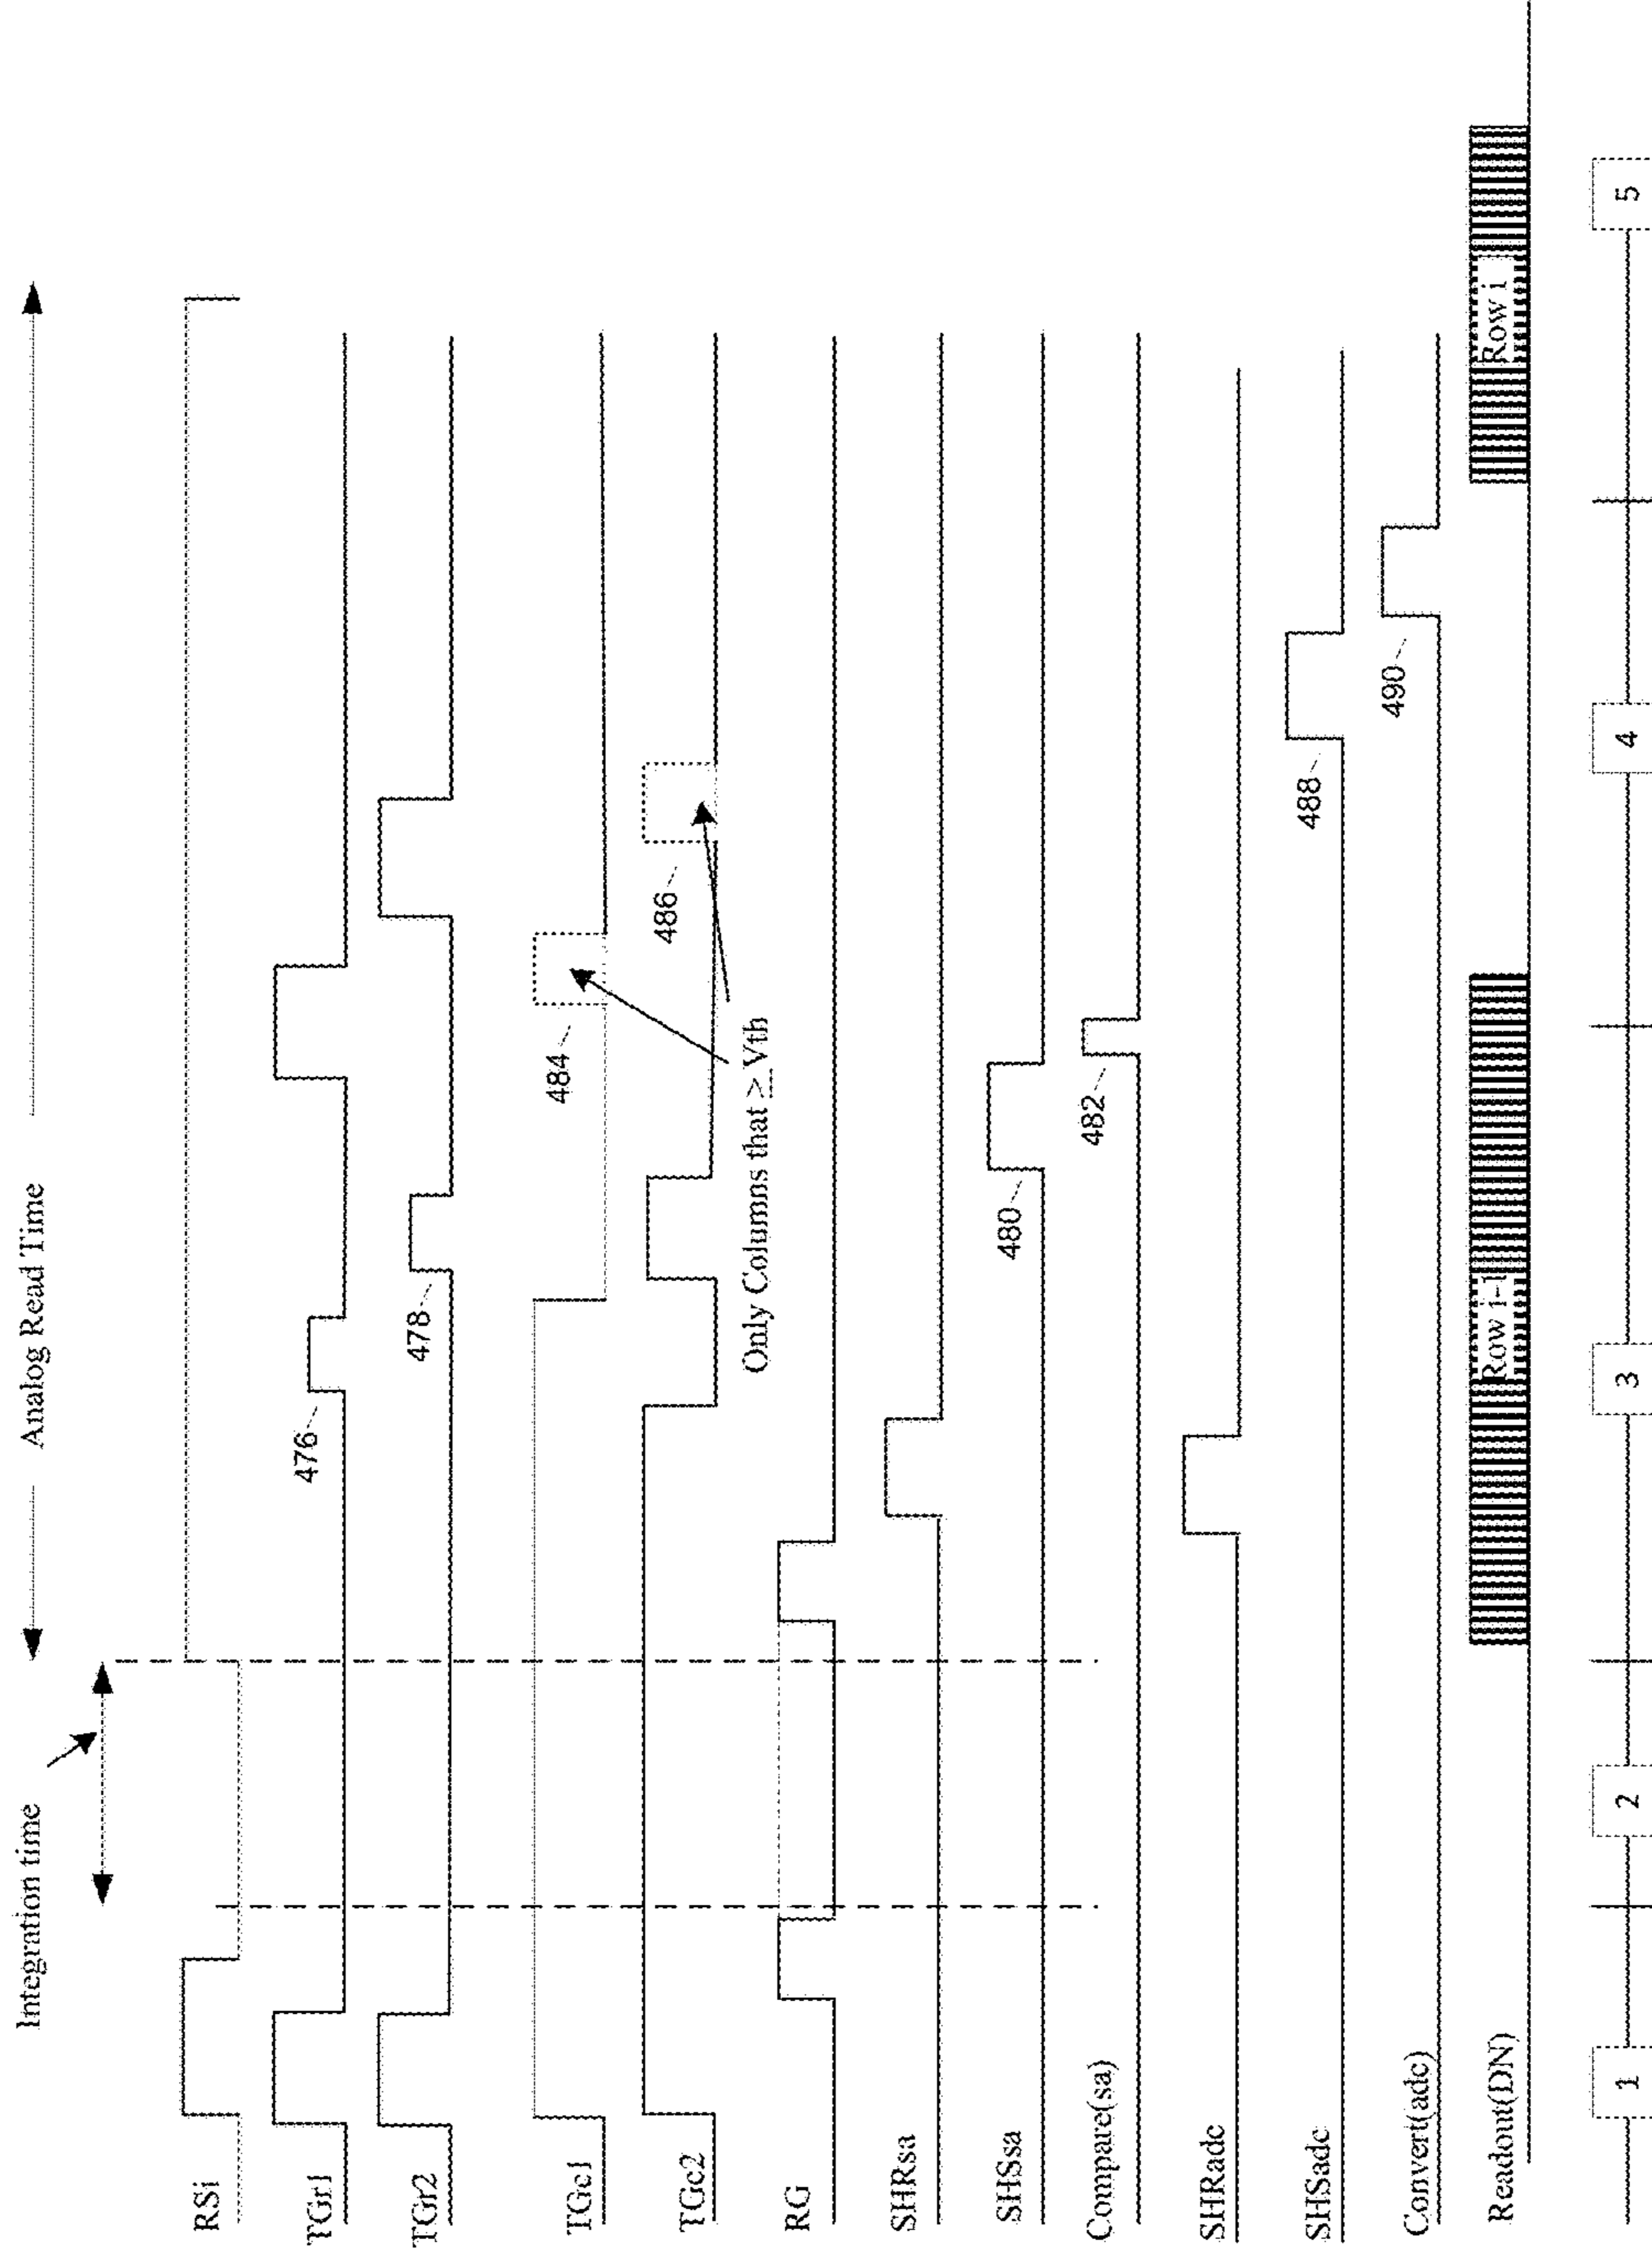 Integration time
Analog Read Time
RSi
TGr1
476
TGr2
478
TGc1
484
TGc2
486
Only Columns that ≥ Vth
RG
SHRsa
SHSsa
480
Compare(sa)
482
SHRadc
SHSadc
488
Convert(adc)
490
Readout(DN)
Row i-1
Row i
1
2
3
4
5